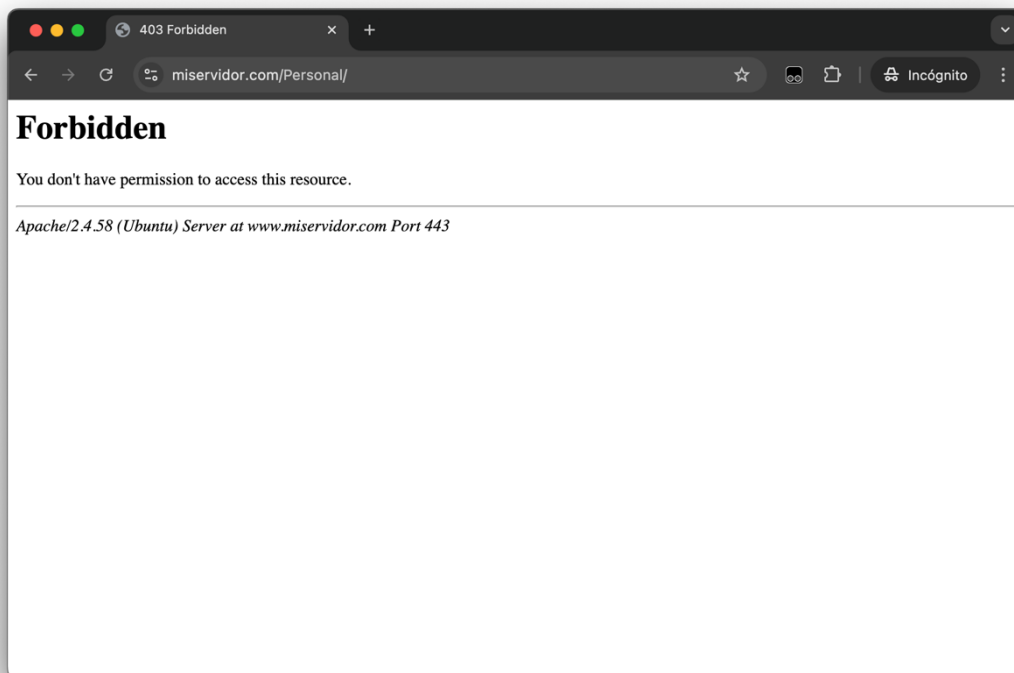 403 Forbidden
miservidor.com/Personal/
Incógnito
Forbidden
You don't have permission to access this resource.
Apache/2.4.58 (Ubuntu) Server at www.miservidor.com Port 443